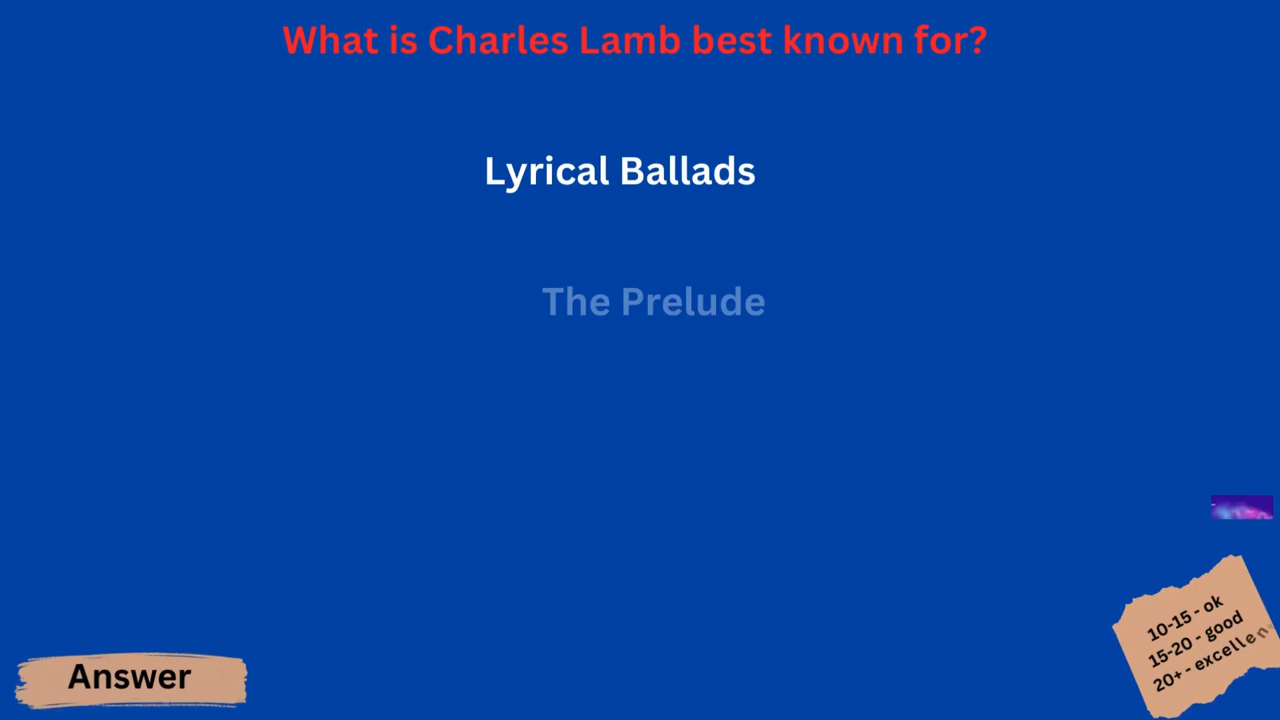 What is Charles Lamb best known for?
Lyrical Ballads
The Prelude
10-15 - ok
15-20 - good
20+ - excellen
Answer